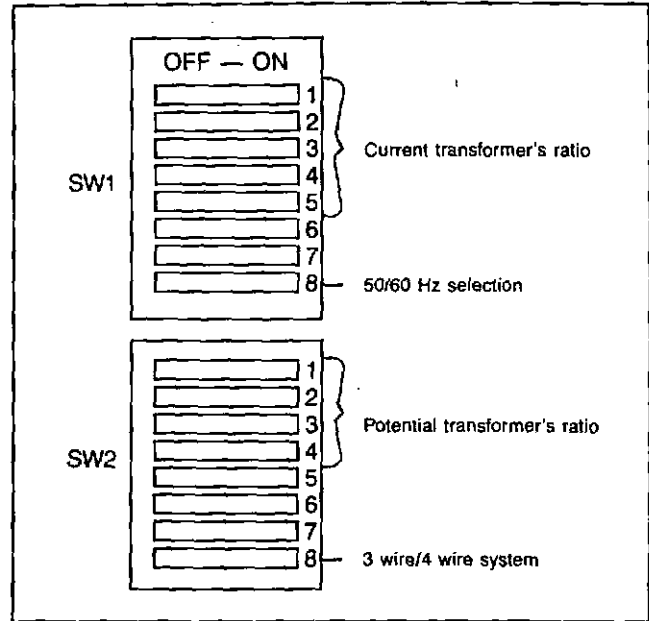 OFF — ON
1
2
3
4
5
6
7
8
SW1
Current transformer's ratio
50/60 Hz selection
1
2
3
4
5
6
7
8
SW2
Potential transformer's ratio
3 wire/4 wire system